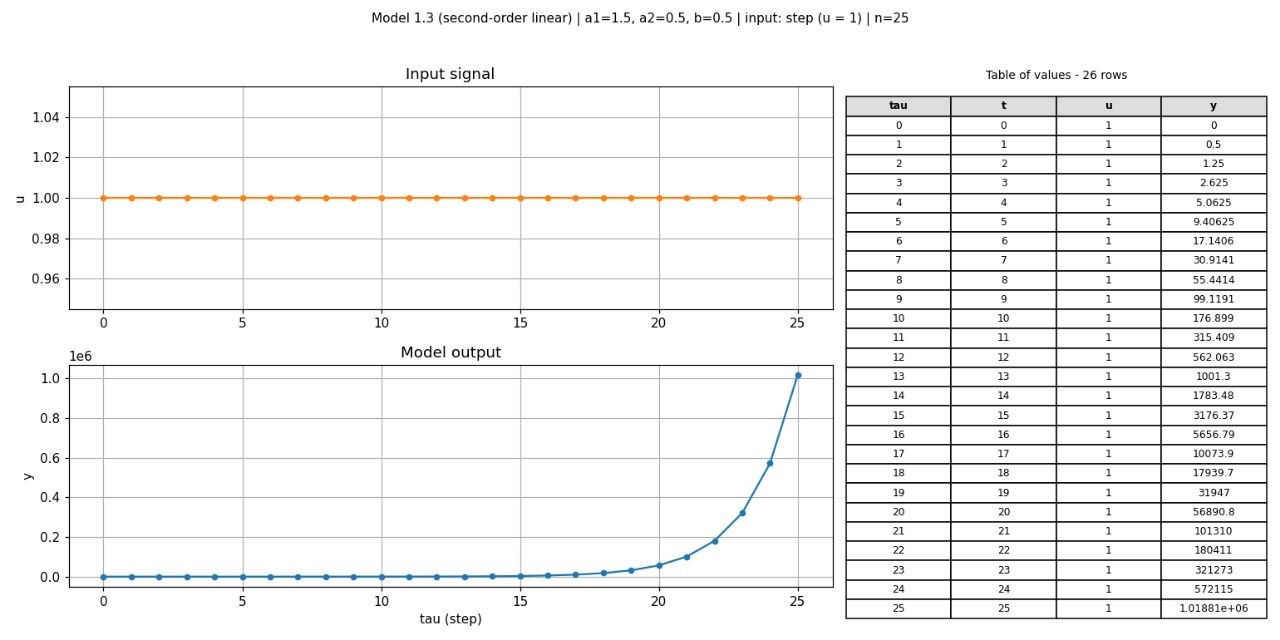 Model 1.3 (second-order linear) | a1=1.5, a2=0.5, b=0.5 | input: step (u = 1) | n=25
Input signal
u
1.04
1.02
1.00
0.98
0.96
0 5 10 15 20 25
Model output
1e6
y
1.0
0.8
0.6
0.4
0.2
0.0
0 5 10 15 20 25
tau (step)
Table of values - 26 rows
tau t u y
0 0 1 0
1 1 1 0.5
2 2 1 1.25
3 3 1 2.625
4 4 1 5.0625
5 5 1 9.40625
6 6 1 17.1406
7 7 1 30.9141
8 8 1 55.4414
9 9 1 99.1191
10 10 1 176.899
11 11 1 315.409
12 12 1 562.063
13 13 1 1001.3
14 14 1 1783.48
15 15 1 3176.37
16 16 1 5656.79
17 17 1 10073.9
18 18 1 17939.7
19 19 1 31947
20 20 1 56890.8
21 21 1 101310
22 22 1 180411
23 23 1 321273
24 24 1 572115
25 25 1 1.01881e+06